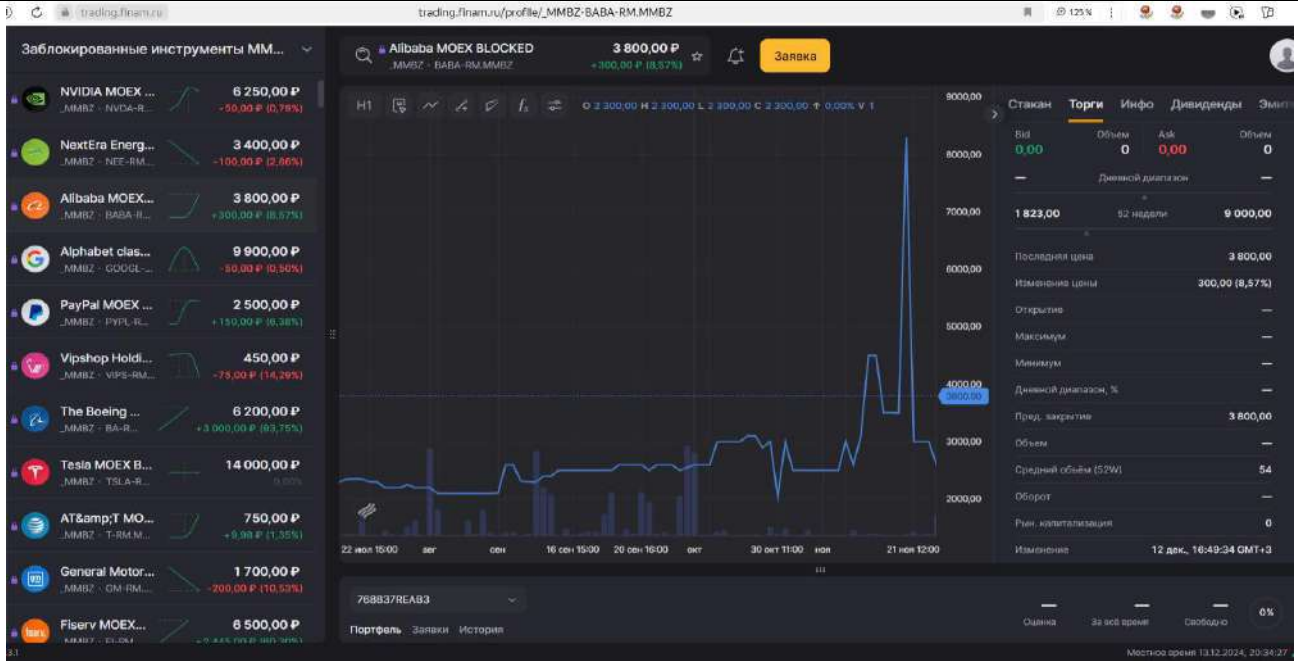 trading.finam.ru
trading.finam.ru/profile/_MMBZ-BABA-RM.MMBZ
125%
Заблокированные инструменты MM...
Alibaba MOEX BLOCKED
_MMBZ · BABA-RM.MMBZ
3 800,00 ₽
+300,00 ₽ (8,57%)
Заявка
NVIDIA MOEX ...
6 250,00 ₽
_MMBZ · NVDA-R...
-50,00 ₽ (0,79%)
NextEra Energ...
3 400,00 ₽
_MMBZ · NEE-RM...
-100,00 ₽ (2,86%)
Alibaba MOEX...
3 800,00 ₽
_MMBZ · BABA-R...
+300,00 ₽ (8,57%)
Alphabet clas...
9 900,00 ₽
_MMBZ · GOOGL-...
-50,00 ₽ (0,50%)
PayPal MOEX ...
2 500,00 ₽
_MMBZ · PYPL-R...
+150,00 ₽ (6,38%)
Vipshop Holdi...
450,00 ₽
_MMBZ · VIPS-RM...
-75,00 ₽ (14,29%)
The Boeing ...
6 200,00 ₽
_MMBZ · BA-R...
+3 000,00 ₽ (93,75%)
Tesla MOEX B...
14 000,00 ₽
_MMBZ · TSLA-R...
0,00%
AT&amp;T MO...
750,00 ₽
_MMBZ · T-RM.M...
+9,98 ₽ (1,35%)
General Motor...
1 700,00 ₽
_MMBZ · GM-RM....
-200,00 ₽ (10,53%)
Fiserv MOEX...
6 500,00 ₽
H1
O 2 300,00 H 2 300,00 L 2 300,00 C 2 300,00 0,00% V 1
9000,00
8000,00
7000,00
6000,00
5000,00
4000,00
3800,00
3000,00
2000,00
22 июл 15:00 авг сен 16 сен 15:00 20 сен 16:00 окт 30 окт 11:00 ноя 21 ноя 12:00
Стакан Торги Инфо Дивиденды Эмит
Bid Объем Ask Объем
0,00 0 0,00 0
— Дневной диапазон —
1 823,00 52 недели 9 000,00
Последняя цена 3 800,00
Изменение цены 300,00 (8,57%)
Открытие —
Максимум —
Минимум —
Дневной диапазон, % —
Пред. закрытие 3 800,00
Объем —
Средний объём (52W) 54
Оборот —
Рын. капитализация 0
Изменение 12 дек., 16:49:34 GMT+3
768837REAB3
Портфель Заявки История
— — — 0%
Оценка За всё время Свободно
3.1
Местное время 13.12.2024, 20:34:27